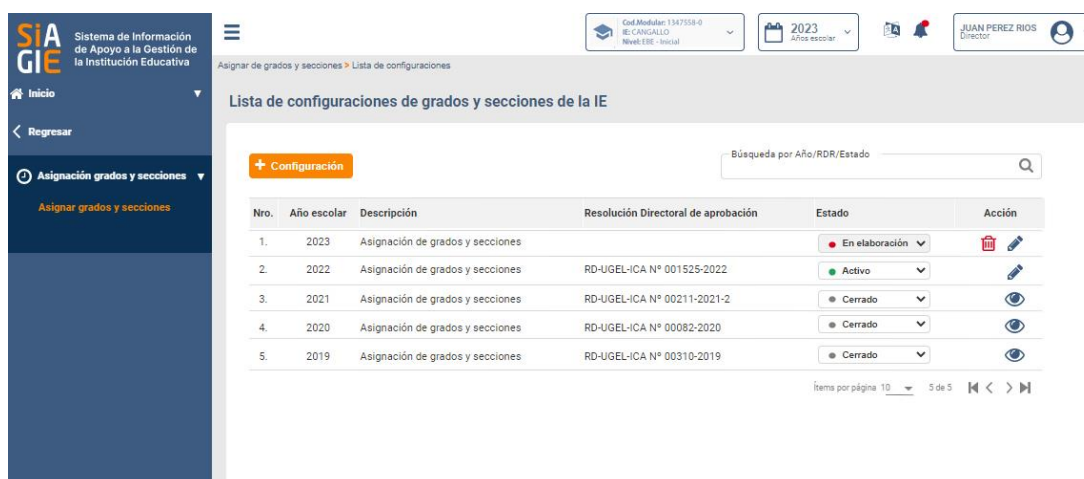 SiAGIE
Sistema de Información
de Apoyo a la Gestión de
la Institución Educativa
Cod.Modular: 1347558-0
IE: CANGALLO
Nivel: EBE - Inicial
2023
Años escolar
JUAN PEREZ RIOS
Director
Asignar de grados y secciones > Lista de configuraciones
Inicio
Regresar
Asignación grados y secciones
Asignar grados y secciones
Lista de configuraciones de grados y secciones de la IE
+ Configuración
Búsqueda por Año/RDR/Estado
Nro. Año escolar Descripción Resolución Directoral de aprobación Estado Acción
1. 2023 Asignación de grados y secciones En elaboración
2. 2022 Asignación de grados y secciones RD-UGEL-ICA Nº 001525-2022 Activo
3. 2021 Asignación de grados y secciones RD-UGEL-ICA Nº 00211-2021-2 Cerrado
4. 2020 Asignación de grados y secciones RD-UGEL-ICA Nº 00082-2020 Cerrado
5. 2019 Asignación de grados y secciones RD-UGEL-ICA Nº 00310-2019 Cerrado
Ítems por página 10 5 de 5